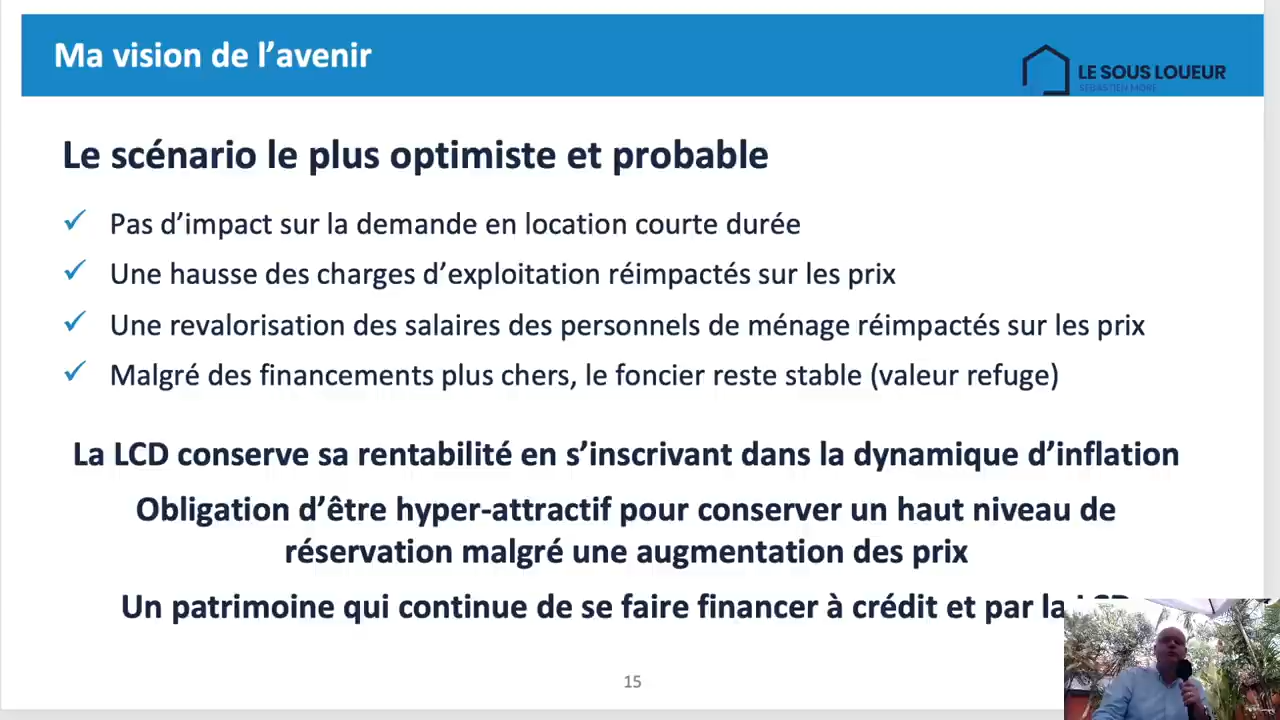 Ma vision de l’avenir
LE SOUS LOUEUR
SÉBASTIEN MORE
Le scénario le plus optimiste et probable
Pas d’impact sur la demande en location courte durée
Une hausse des charges d’exploitation réimpactés sur les prix
Une revalorisation des salaires des personnels de ménage réimpactés sur les prix
Malgré des financements plus chers, le foncier reste stable (valeur refuge)
La LCD conserve sa rentabilité en s’inscrivant dans la dynamique d’inflation
Obligation d’être hyper-attractif pour conserver un haut niveau de
réservation malgré une augmentation des prix
Un patrimoine qui continue de se faire financer à crédit et par la
15